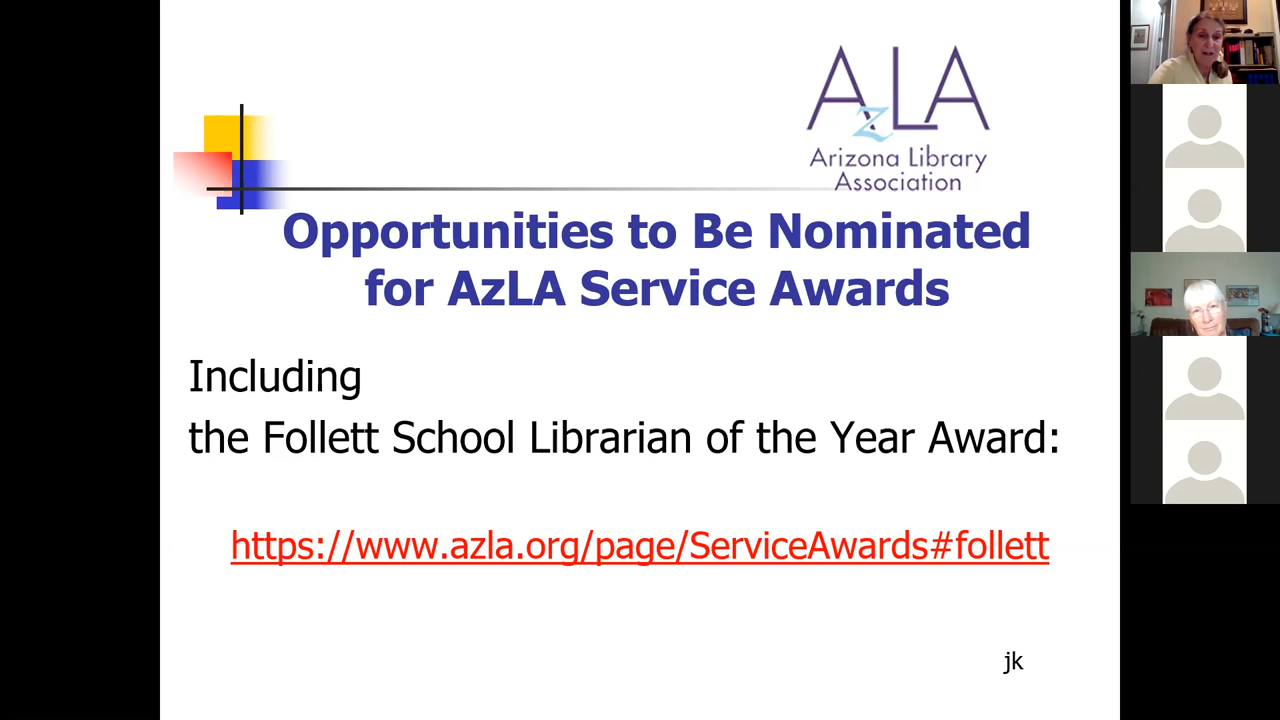 AzLA
Arizona Library
Association
Opportunities to Be Nominated
for AzLA Service Awards
Including
the Follett School Librarian of the Year Award:
https://www.azla.org/page/ServiceAwards#follett
jk